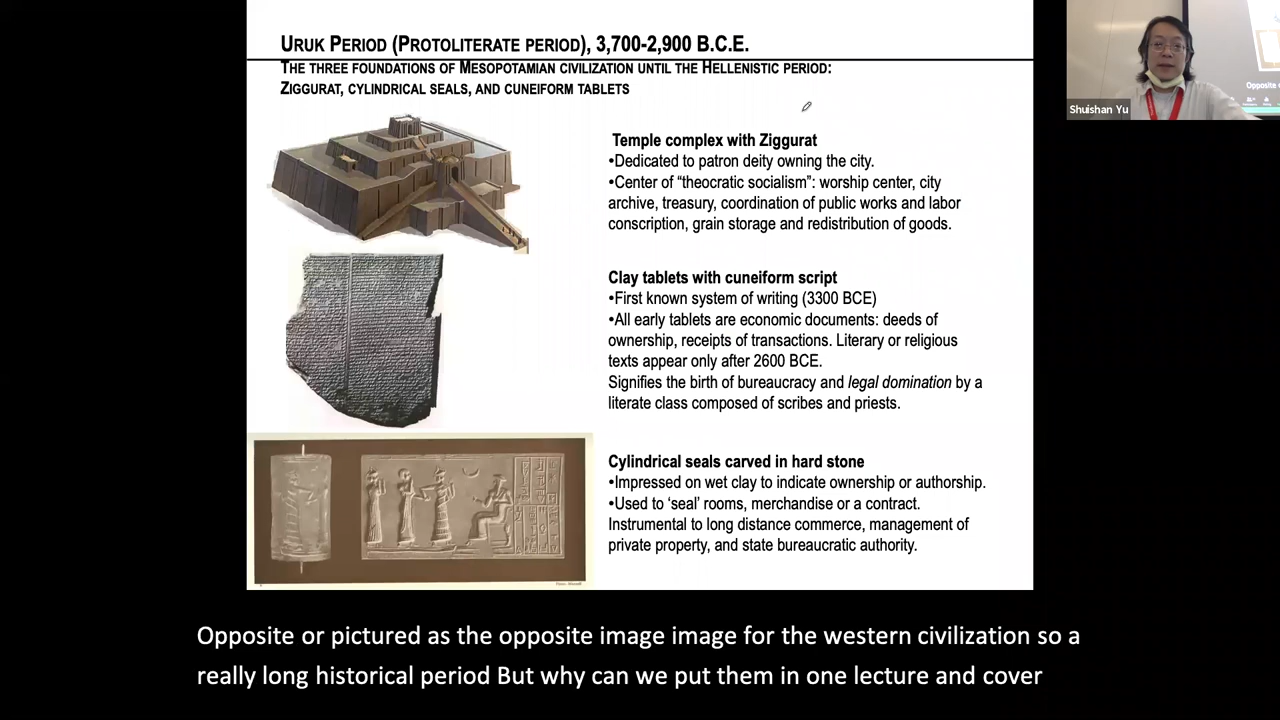 URUK PERIOD (PROTOLITERATE PERIOD), 3,700-2,900 B.C.E.
THE THREE FOUNDATIONS OF MESOPOTAMIAN CIVILIZATION UNTIL THE HELLENISTIC PERIOD:
ZIGGURAT, CYLINDRICAL SEALS, AND CUNEIFORM TABLETS
Temple complex with Ziggurat
•Dedicated to patron deity owning the city.
•Center of “theocratic socialism”: worship center, city
archive, treasury, coordination of public works and labor
conscription, grain storage and redistribution of goods.
Clay tablets with cuneiform script
•First known system of writing (3300 BCE)
•All early tablets are economic documents: deeds of
ownership, receipts of transactions. Literary or religious
texts appear only after 2600 BCE.
Signifies the birth of bureaucracy and legal domination by a
literate class composed of scribes and priests.
Cylindrical seals carved in hard stone
•Impressed on wet clay to indicate ownership or authorship.
•Used to ‘seal’ rooms, merchandise or a contract.
Instrumental to long distance commerce, management of
private property, and state bureaucratic authority.
Shuishan Yu
Opposite
Opposite or pictured as the opposite image image for the western civilization so a
really long historical period But why can we put them in one lecture and cover